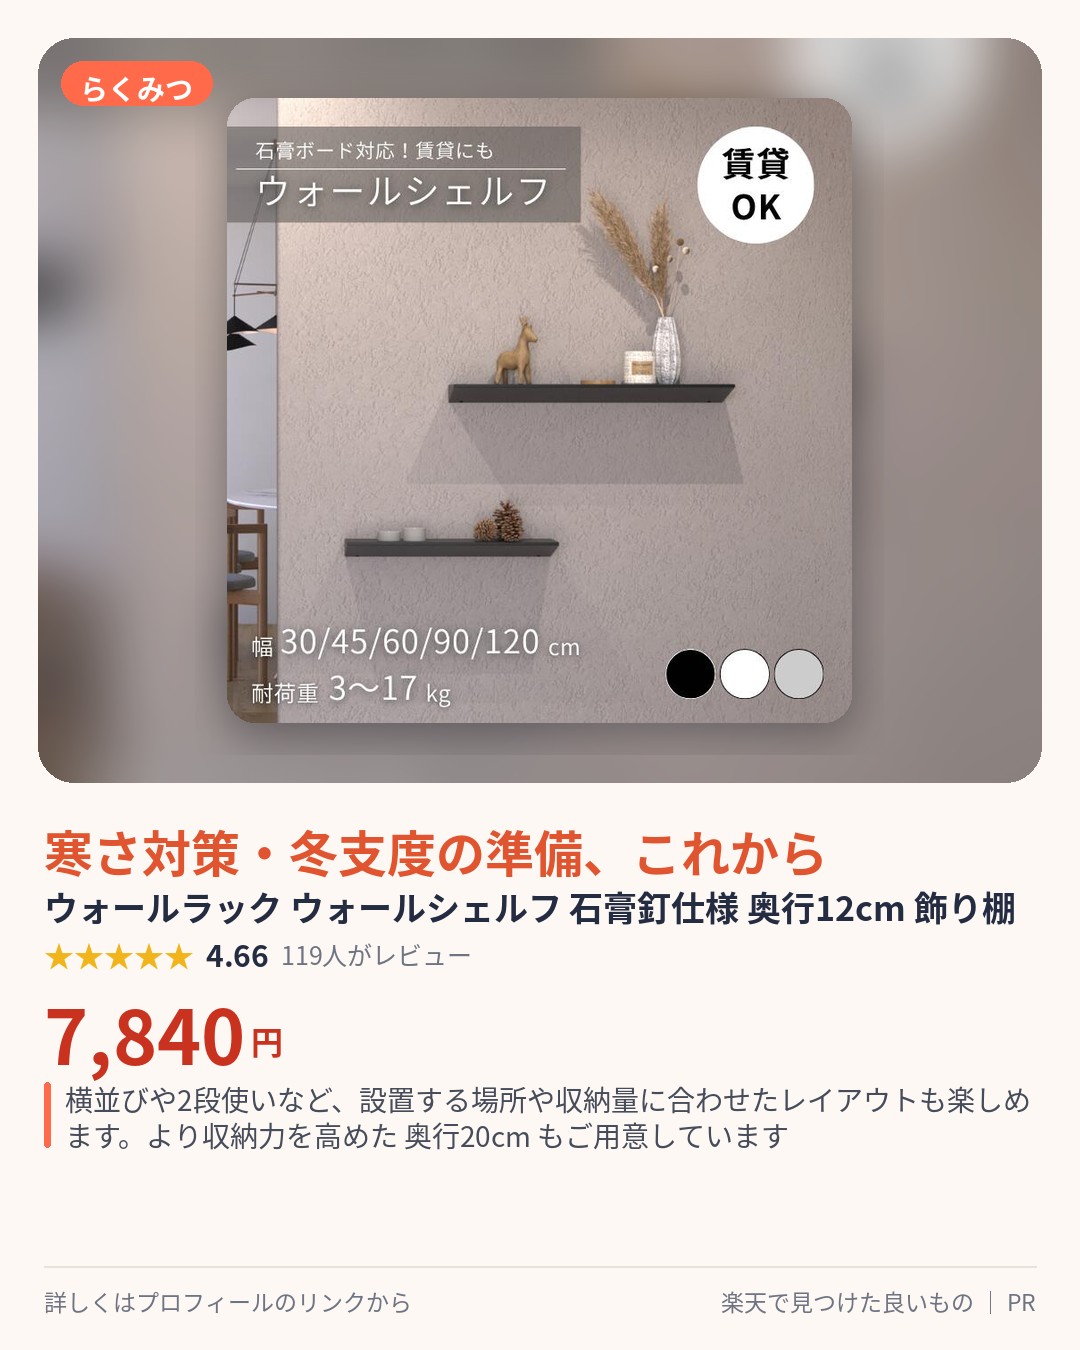 らくみつ
石膏ボード対応！賃貸にも
ウォールシェルフ
賃貸
OK
幅 30/45/60/90/120 cm
耐荷重 3〜17 kg
寒さ対策・冬支度の準備、これから
ウォールラック ウォールシェルフ 石膏釘仕様 奥行12cm 飾り棚
★★★★★ 4.66 119人がレビュー
7,840円
横並びや2段使いなど、設置する場所や収納量に合わせたレイアウトも楽しめ
ます。より収納力を高めた 奥行20cm もご用意しています
詳しくはプロフィールのリンクから
楽天で見つけた良いもの｜PR